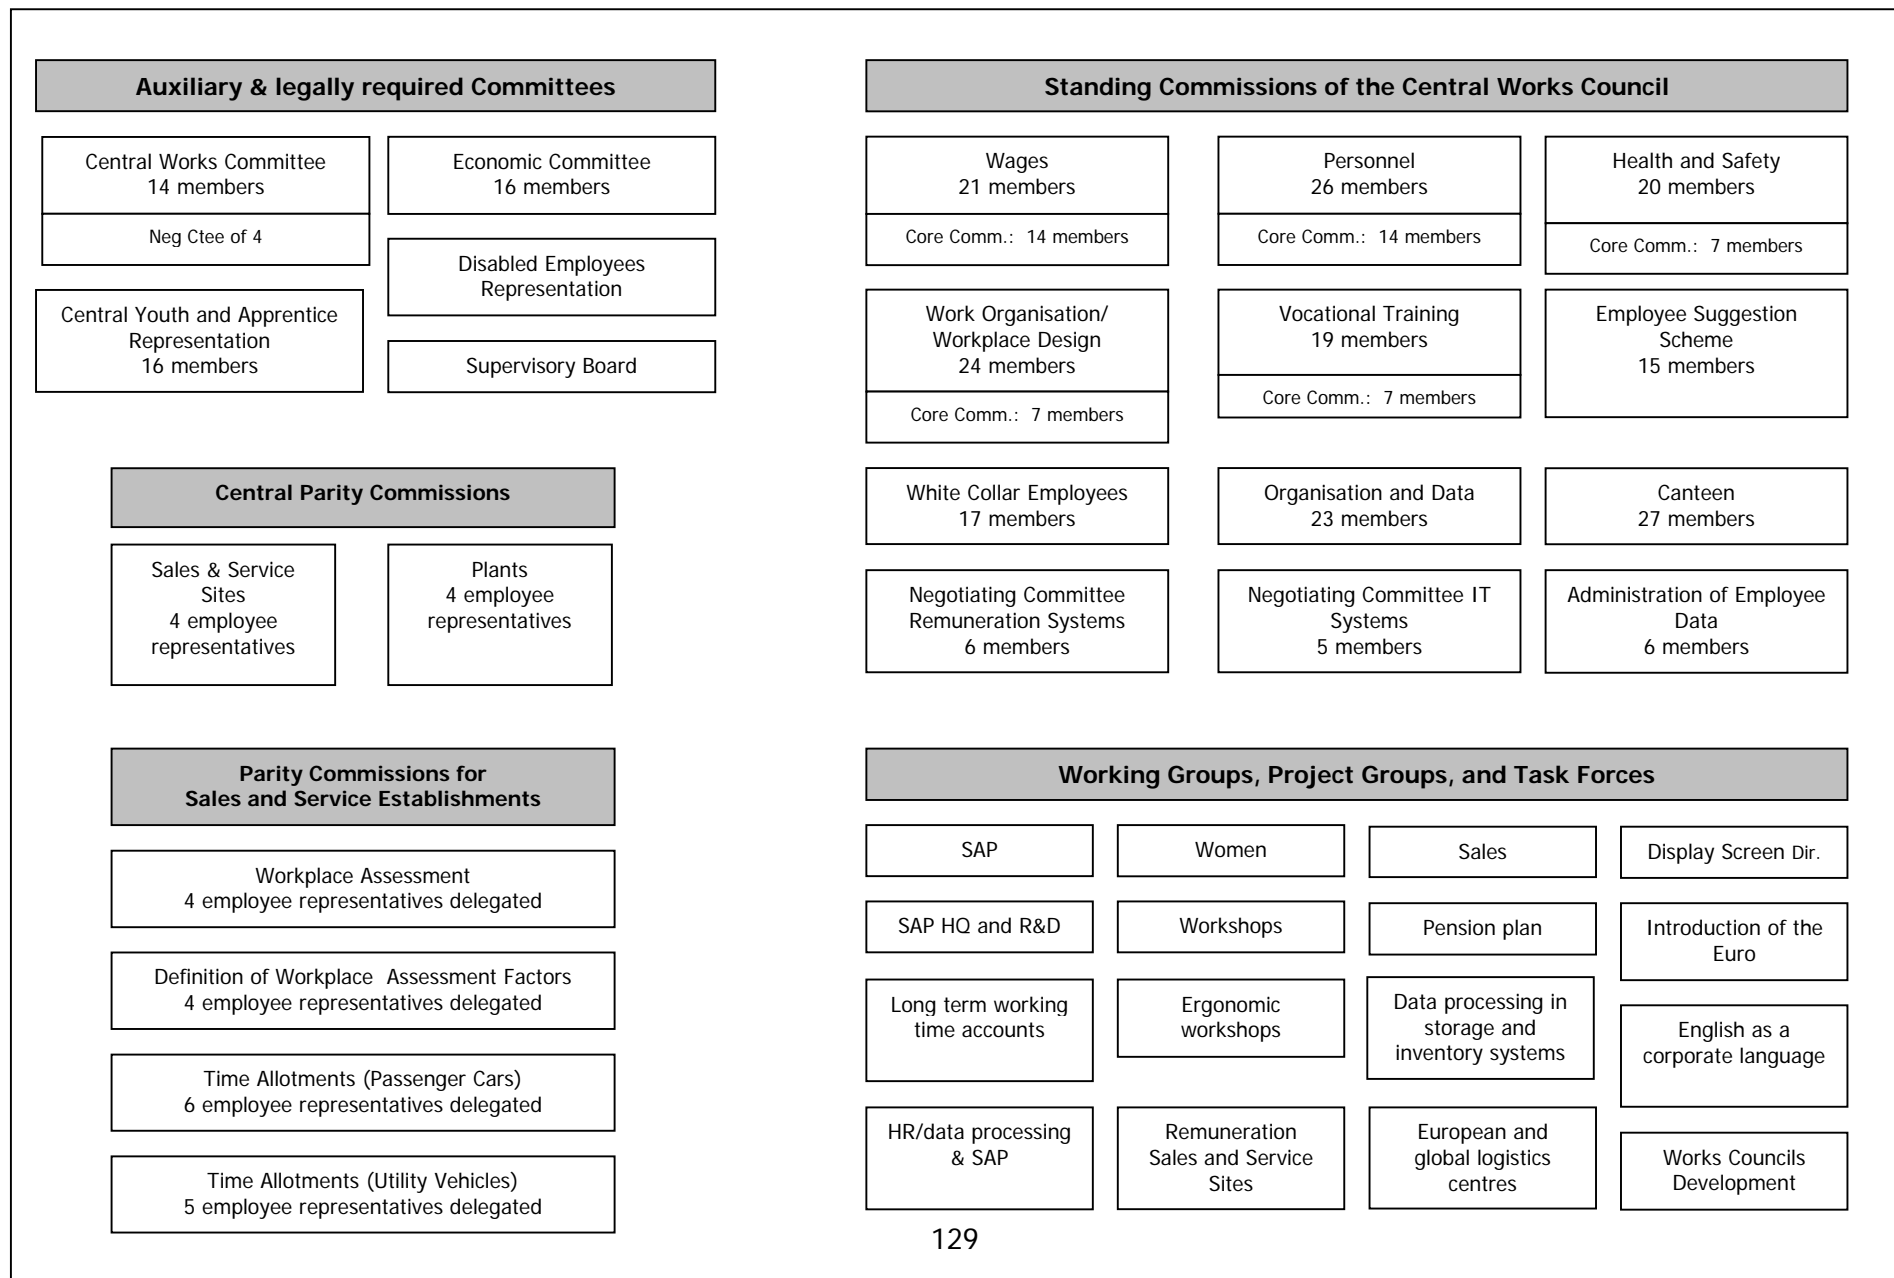 Auxiliary & legally required Committees
Central Works Committee
14 members
Neg Ctee of 4
Economic Committee
16 members
Disabled Employees
Representation
Central Youth and Apprentice
Representation
16 members
Supervisory Board
Central Parity Commissions
Sales & Service
Sites
4 employee
representatives
Plants
4 employee
representatives
Parity Commissions for
Sales and Service Establishments
Workplace Assessment
4 employee representatives delegated
Definition of Workplace Assessment Factors
4 employee representatives delegated
Time Allotments (Passenger Cars)
6 employee representatives delegated
Time Allotments (Utility Vehicles)
5 employee representatives delegated
Standing Commissions of the Central Works Council
Wages
21 members
Core Comm.: 14 members
Personnel
26 members
Core Comm.: 14 members
Health and Safety
20 members
Core Comm.: 7 members
Work Organisation/
Workplace Design
24 members
Core Comm.: 7 members
Vocational Training
19 members
Core Comm.: 7 members
Employee Suggestion
Scheme
15 members
White Collar Employees
17 members
Organisation and Data
23 members
Canteen
27 members
Negotiating Committee
Remuneration Systems
6 members
Negotiating Committee IT
Systems
5 members
Administration of Employee
Data
6 members
Working Groups, Project Groups, and Task Forces
SAP
Women
Sales
Display Screen Dir.
SAP HQ and R&D
Workshops
Pension plan
Introduction of the
Euro
Long term working
time accounts
Ergonomic
workshops
Data processing in
storage and
inventory systems
English as a
corporate language
HR/data processing
& SAP
Remuneration
Sales and Service
Sites
European and
global logistics
centres
Works Councils
Development
129